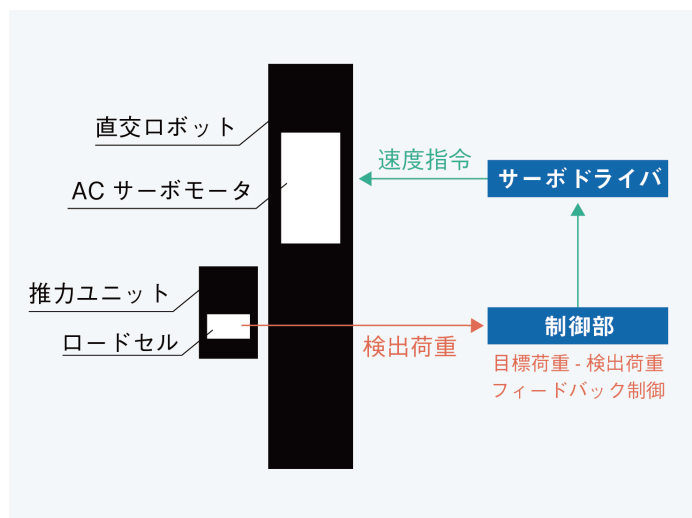 直交ロボット
速度指令
サーボドライバ
AC サーボモータ
推力ユニット
ロードセル
検出荷重
制御部
目標荷重 - 検出荷重
フィードバック制御